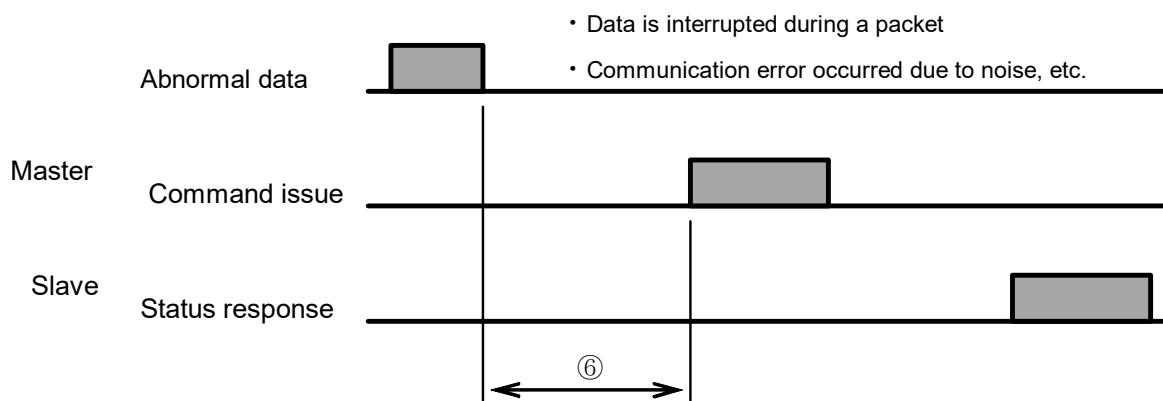 ・ Data is interrupted during a packet
・ Communication error occurred due to noise, etc.
Abnormal data
Master
Command issue
Slave
Status response
⑥